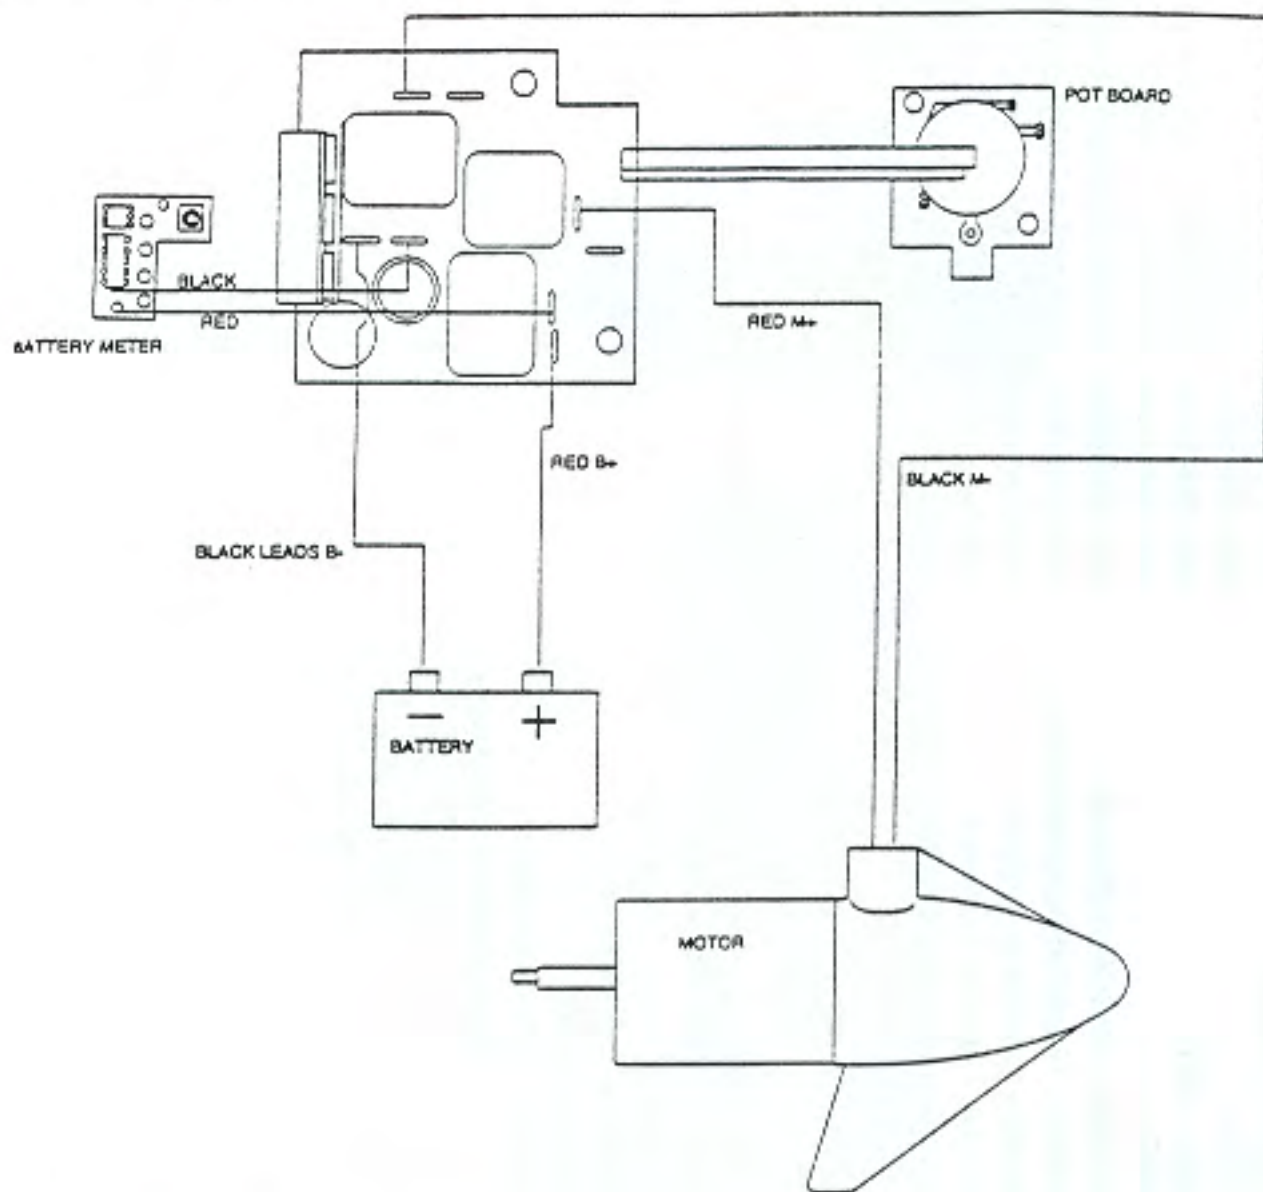 POT BOARD
BLACK
RED
BATTERY METER
RED M+
RED B+
BLACK M-
BLACK LEADS B-
BATTERY
MOTOR